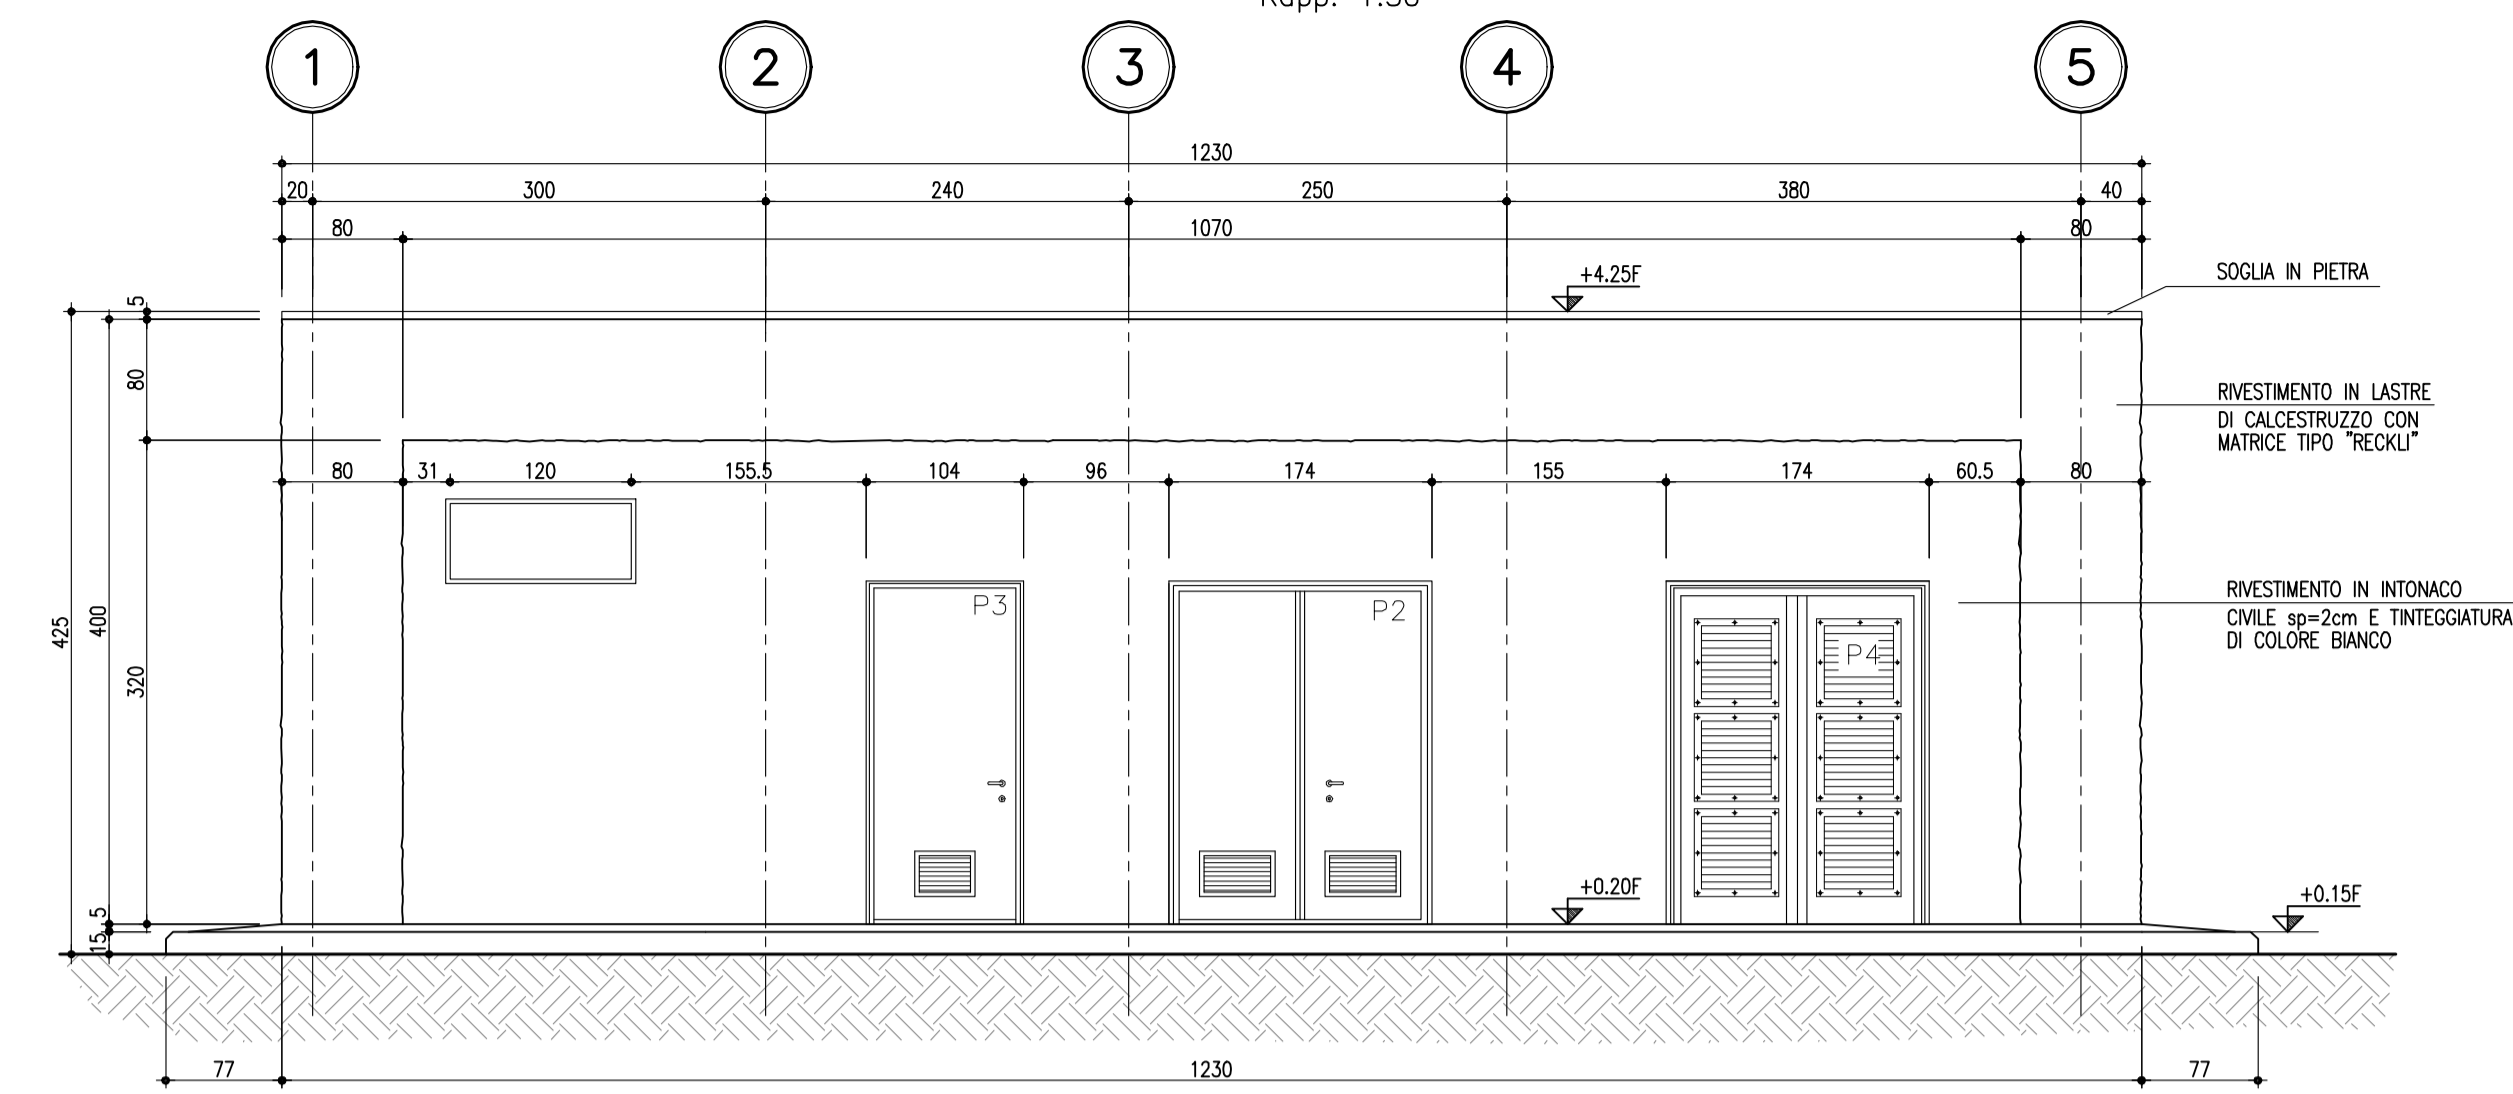 1 2 3 4 5
1230
20 300 240 250 380 40
80 1070 80
+4.25F
SOGLIA IN PIETRA
5
80
RIVESTIMENTO IN LASTRE
DI CALCESTRUZZO CON
MATRICE TIPO "RECKLI"
80 31 120 155.5 104 96 174 155 174 60.5 80
RIVESTIMENTO IN INTONACO
CIVILE sp=2cm E TINTEGGIATURA
DI COLORE BIANCO
P3 P2 P4
425 400 320
+0.20F
+0.15F
5
15
77 1230 77